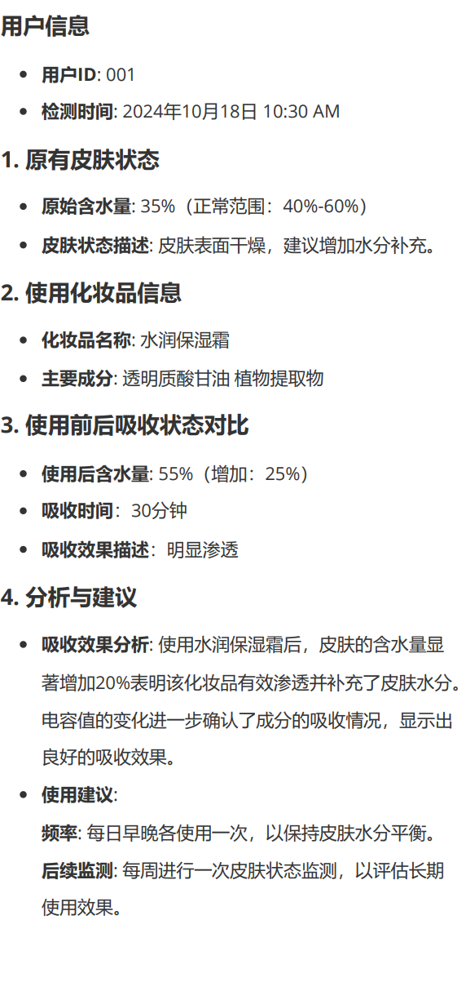 用户信息
用户ID: 001
检测时间: 2024年10月18日 10:30 AM
1. 原有皮肤状态
原始含水量: 35%（正常范围：40%-60%）
皮肤状态描述: 皮肤表面干燥，建议增加水分补充。
2. 使用化妆品信息
化妆品名称: 水润保湿霜
主要成分: 透明质酸甘油 植物提取物
3. 使用前后吸收状态对比
使用后含水量: 55%（增加：25%）
吸收时间：30分钟
吸收效果描述：明显渗透
4. 分析与建议
吸收效果分析: 使用水润保湿霜后，皮肤的含水量显
著增加20%表明该化妆品有效渗透并补充了皮肤水分。
电容值的变化进一步确认了成分的吸收情况，显示出
良好的吸收效果。
使用建议:
频率: 每日早晚各使用一次，以保持皮肤水分平衡。
后续监测: 每周进行一次皮肤状态监测，以评估长期
使用效果。